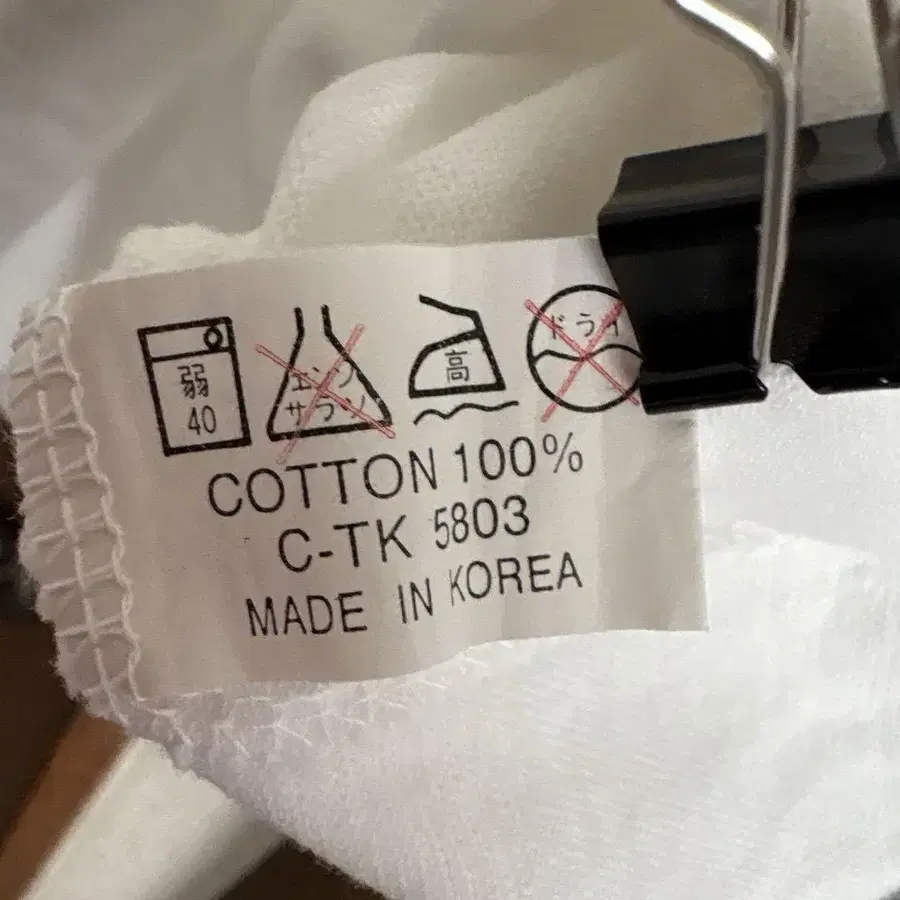 弱
40
エンソ
サラシ
高
ドライ
COTTON 100%
C-TK 5803
MADE IN KOREA